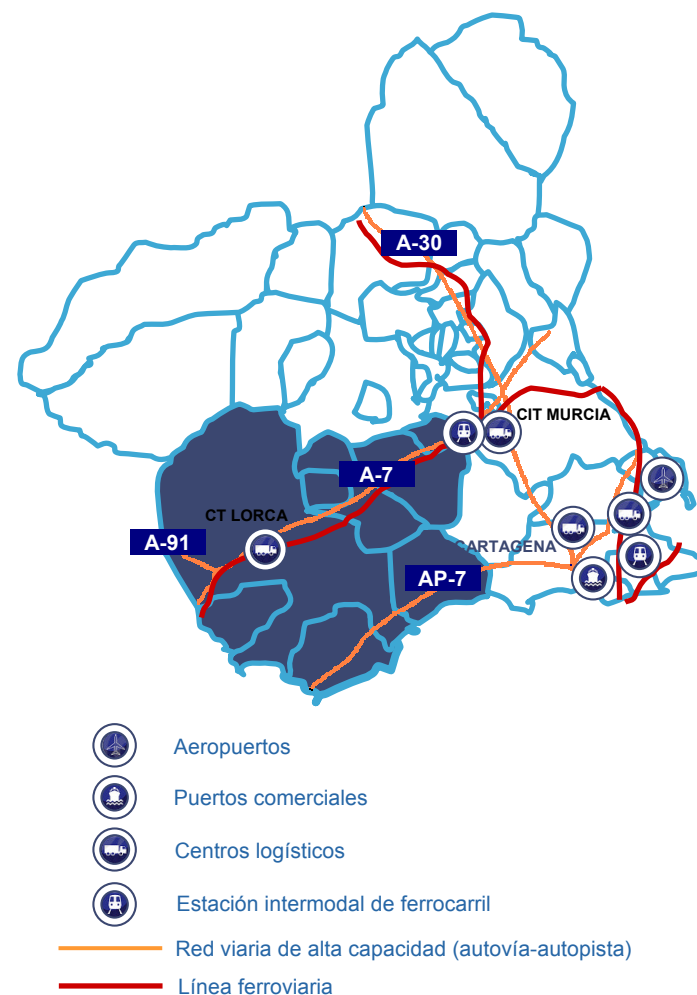 A-30
CIT MURCIA
A-7
CT LORCA
A-91
CARTAGENA
AP-7
Aeropuertos
Puertos comerciales
Centros logísticos
Estación intermodal de ferrocarril
Red viaria de alta capacidad (autovía-autopista)
Línea ferroviaria